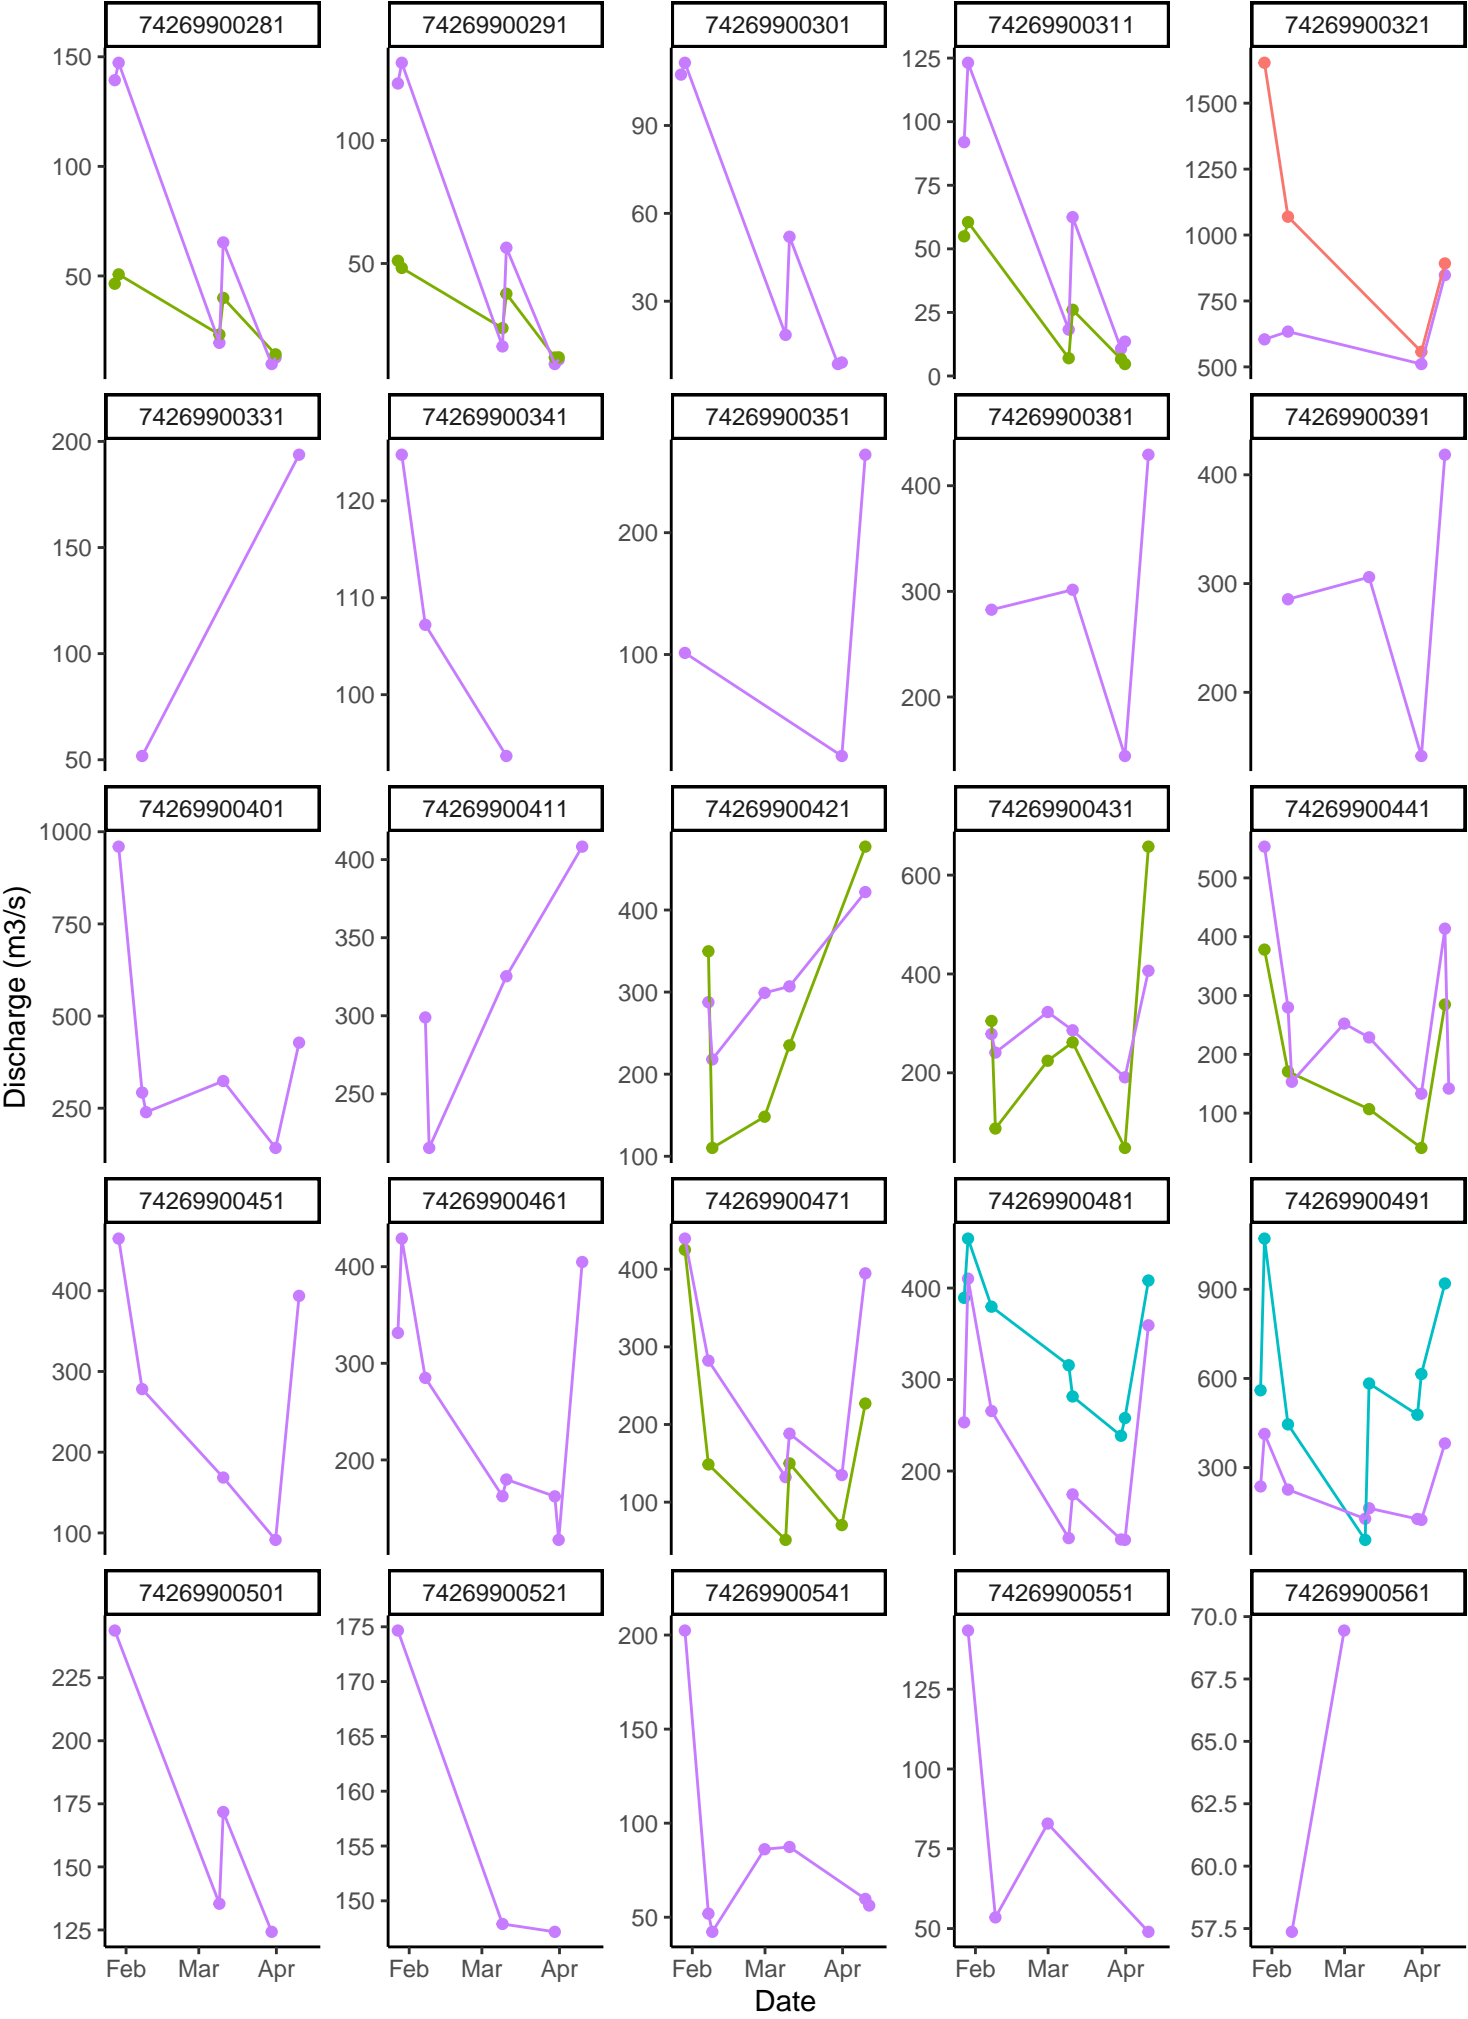 74269900281 74269900291 74269900301 74269900311 74269900321
150 100 50
100 50
90 60 30
125 100 75 50 25 0
1500 1250 1000 750 500
74269900331 74269900341 74269900351 74269900381 74269900391
200 150 100 50
120 110 100
200 100
400 300 200
400 300 200
74269900401 74269900411 74269900421 74269900431 74269900441
1000 750 500 250
400 350 300 250
400 300 200 100
600 400 200
500 400 300 200 100
Discharge (m3/s)
74269900451 74269900461 74269900471 74269900481 74269900491
400 300 200 100
400 300 200
400 300 200 100
400 300 200
900 600 300
74269900501 74269900521 74269900541 74269900551 74269900561
225 200 175 150 125
175 170 165 160 155 150
200 150 100 50
125 100 75 50
70.0 67.5 65.0 62.5 60.0 57.5
Feb Mar Apr Feb Mar Apr Feb Mar Apr Feb Mar Apr Feb Mar Apr
Date